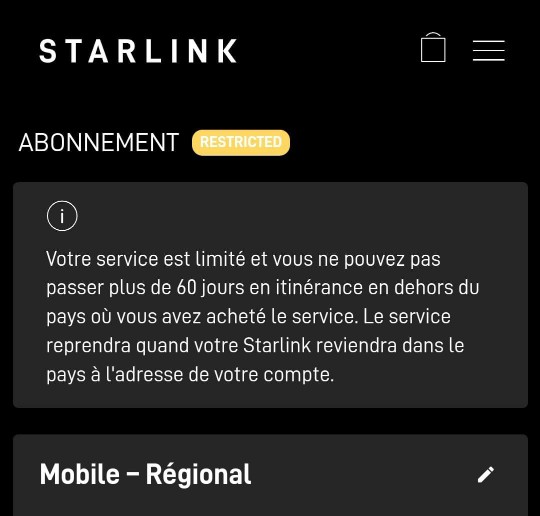 STARLINK
ABONNEMENT RESTRICTED
Votre service est limité et vous ne pouvez pas
passer plus de 60 jours en itinérance en dehors du
pays où vous avez acheté le service. Le service
reprendra quand votre Starlink reviendra dans le
pays à l'adresse de votre compte.
Mobile – Régional